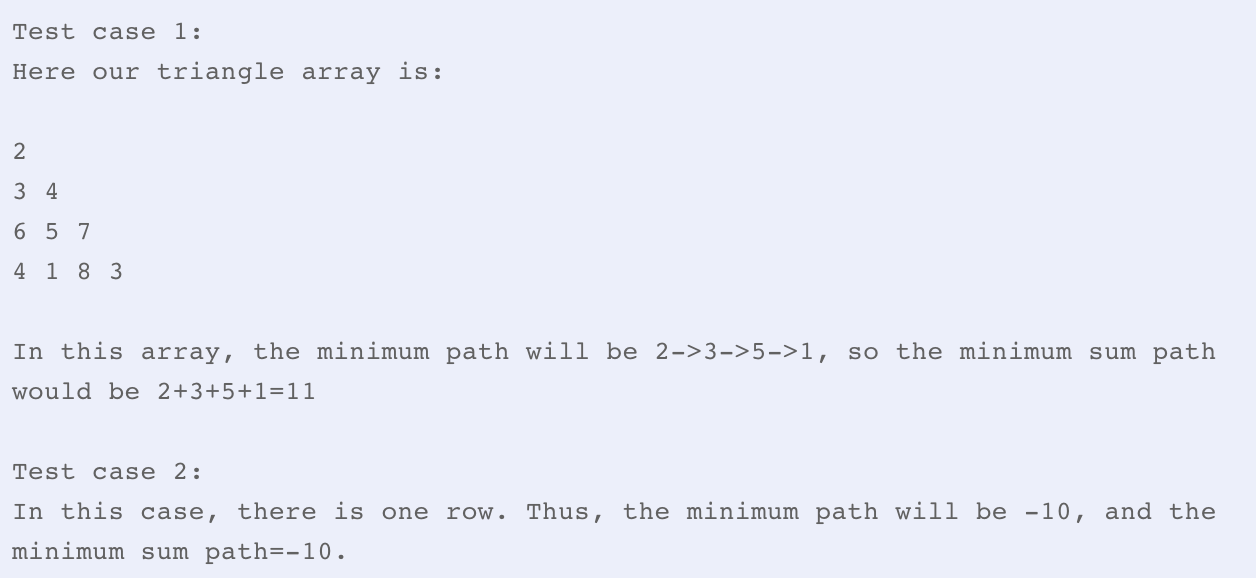 Test case 1:
Here our triangle array is:
2
3 4
6 5 7
4 1 8 3
In this array, the minimum path will be 2->3->5->1, so the minimum sum path
would be 2+3+5+1=11
Test case 2:
In this case, there is one row. Thus, the minimum path will be -10, and the
minimum sum path=-10.